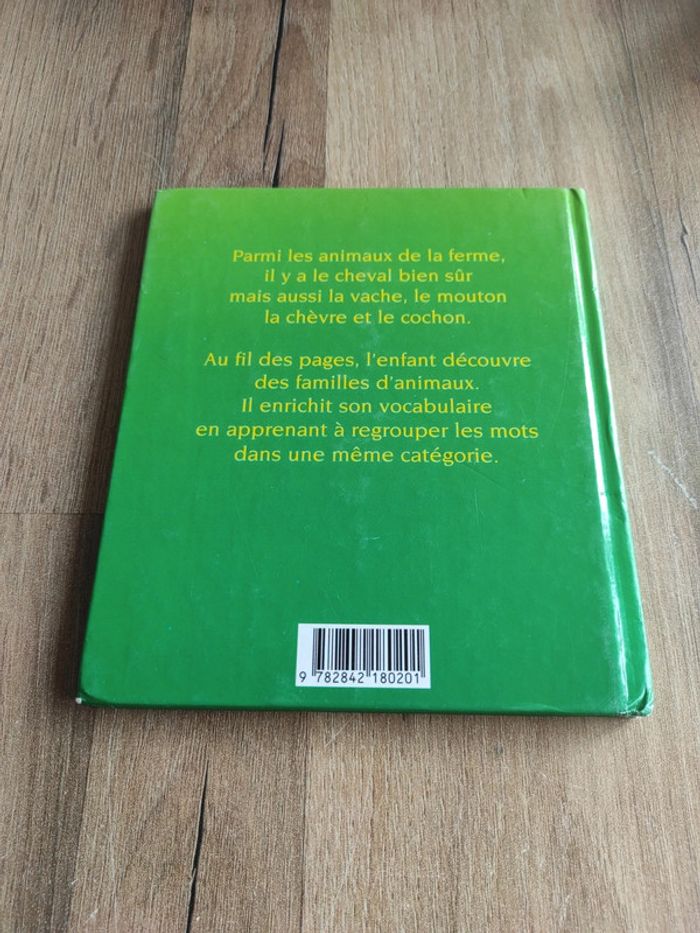 Parmi les animaux de la ferme,
il y a le cheval bien sûr
mais aussi la vache, le mouton
la chèvre et le cochon.
Au fil des pages, l'enfant découvre
des familles d'animaux.
Il enrichit son vocabulaire
en apprenant à regrouper les mots
dans une même catégorie.
9 782842 180201